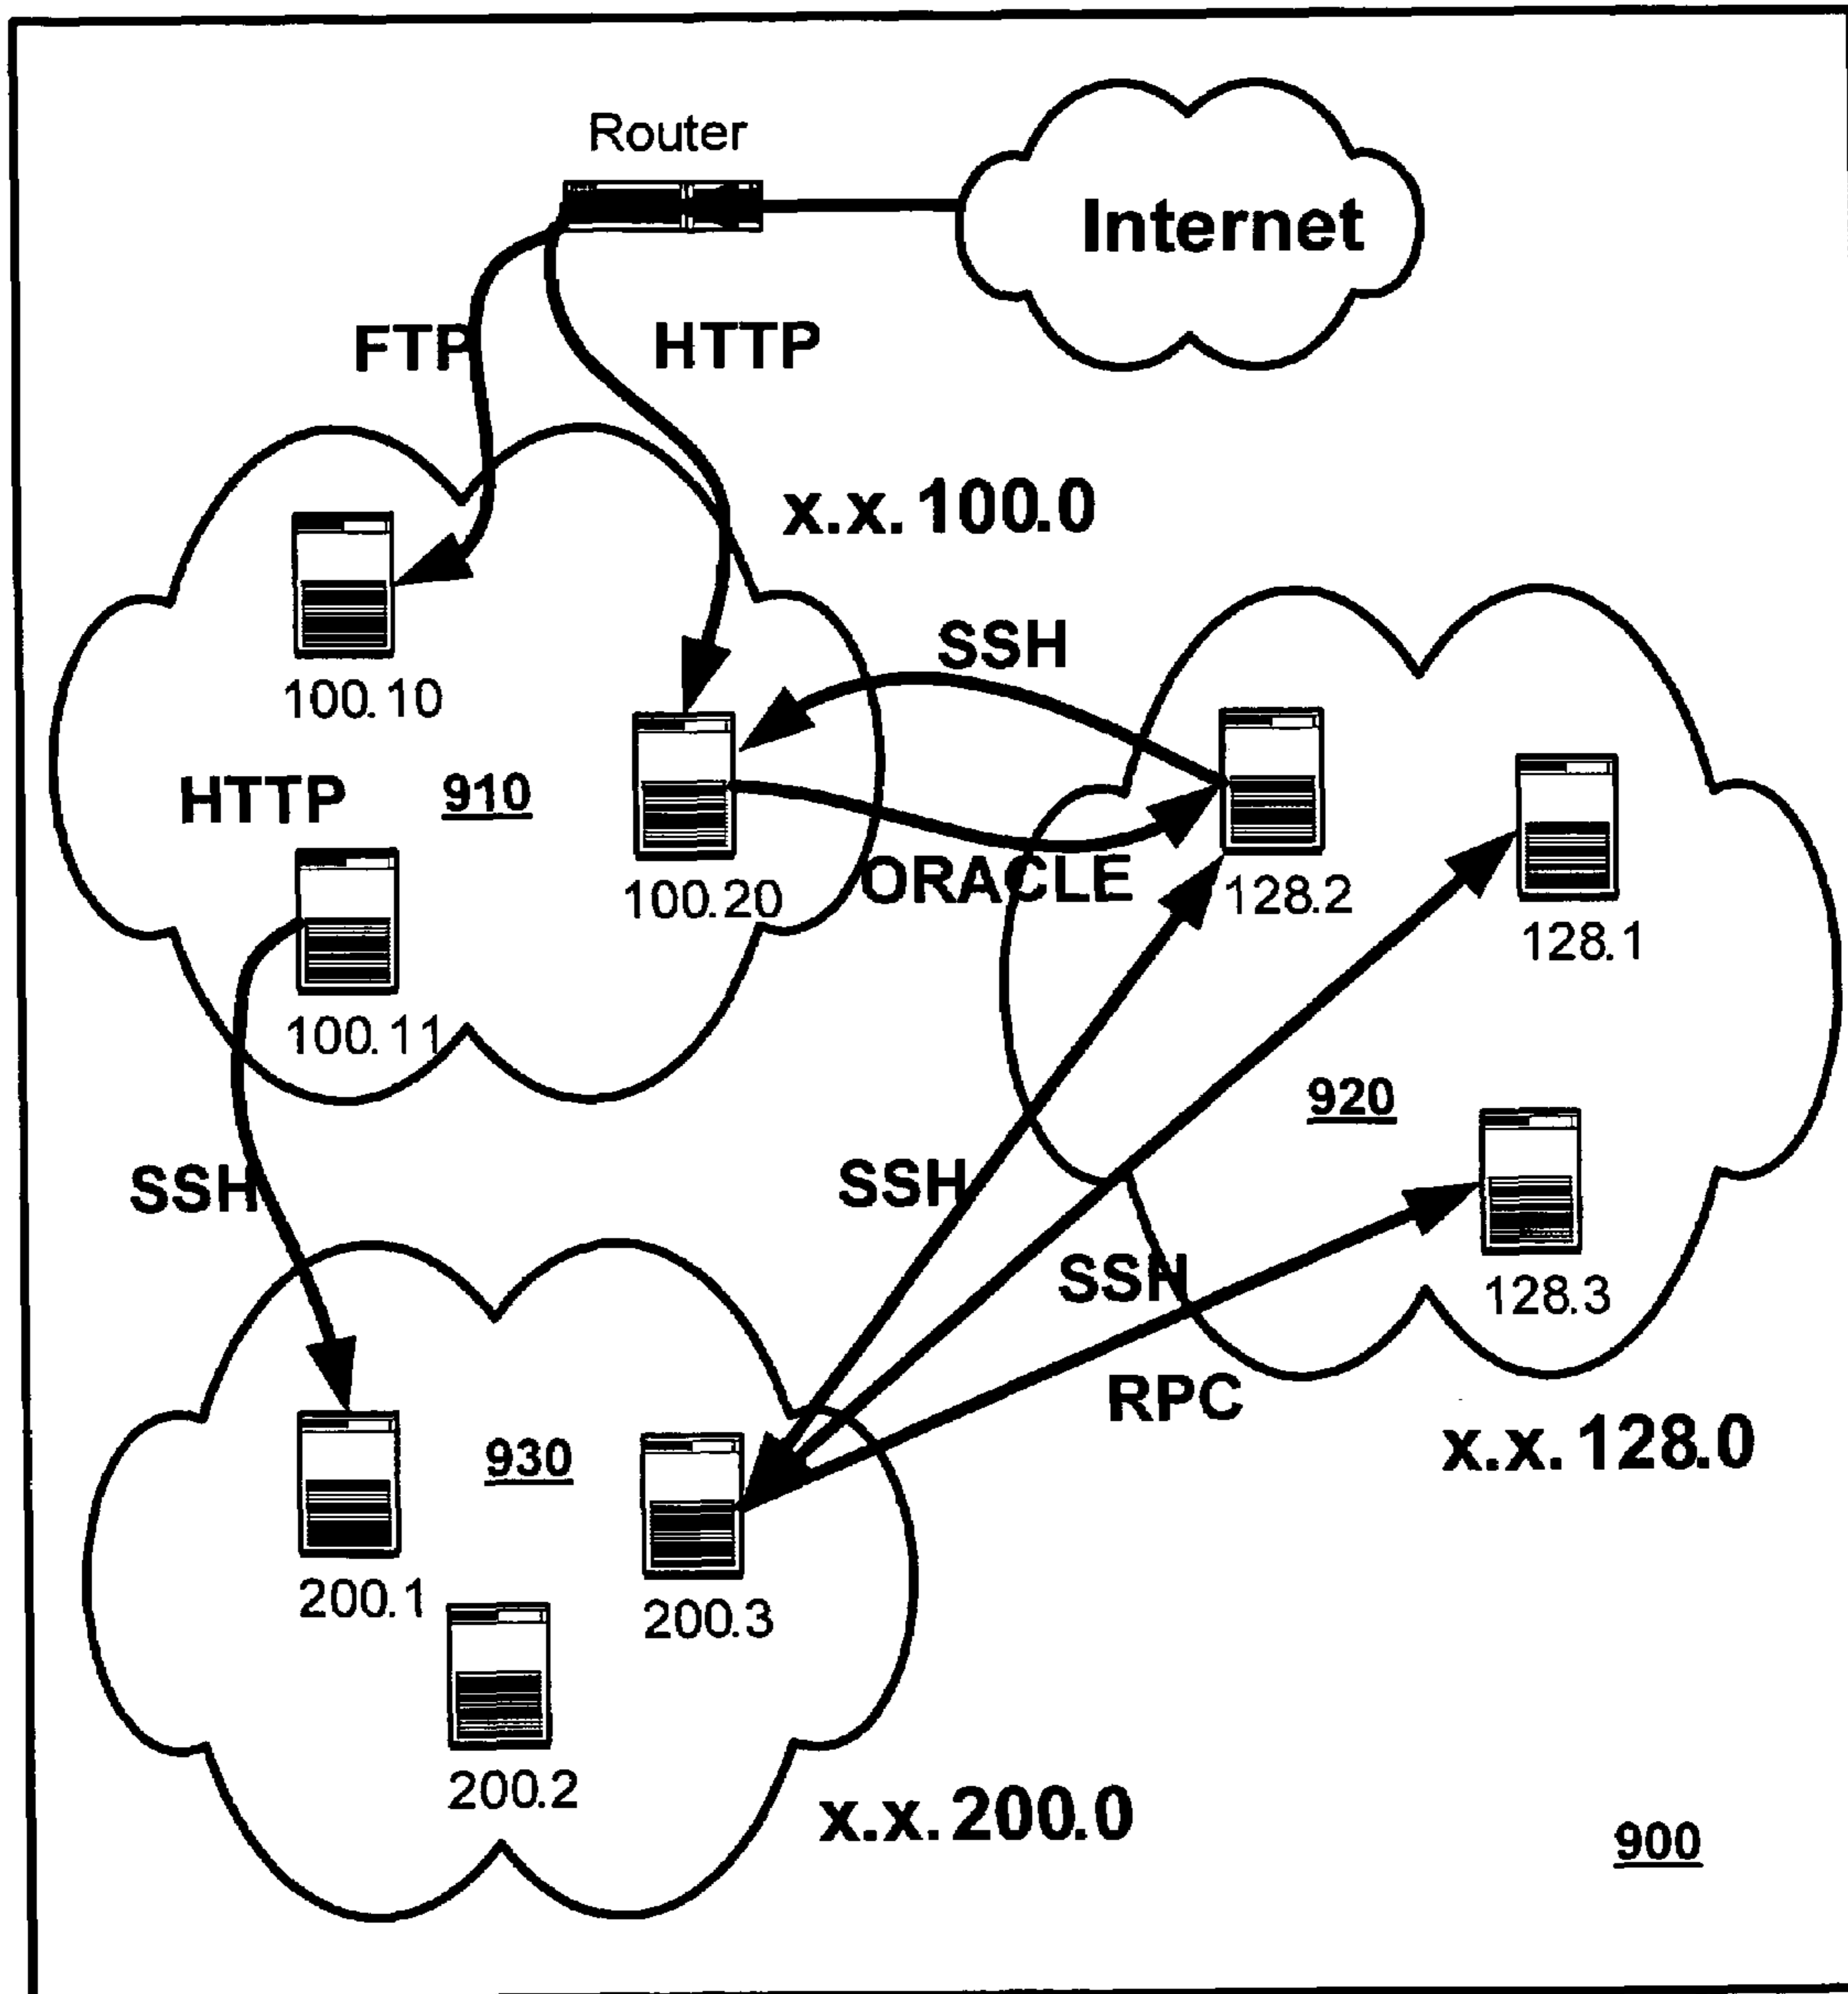 Router
Internet
FTP
HTTP
x.x.100.0
SSH
100.10
HTTP
910
100.20
ORACLE
128.2
128.1
100.11
920
SSH
SSH
SSH
128.3
RPC
x.x.128.0
930
200.1
200.3
200.2
x.x.200.0
900